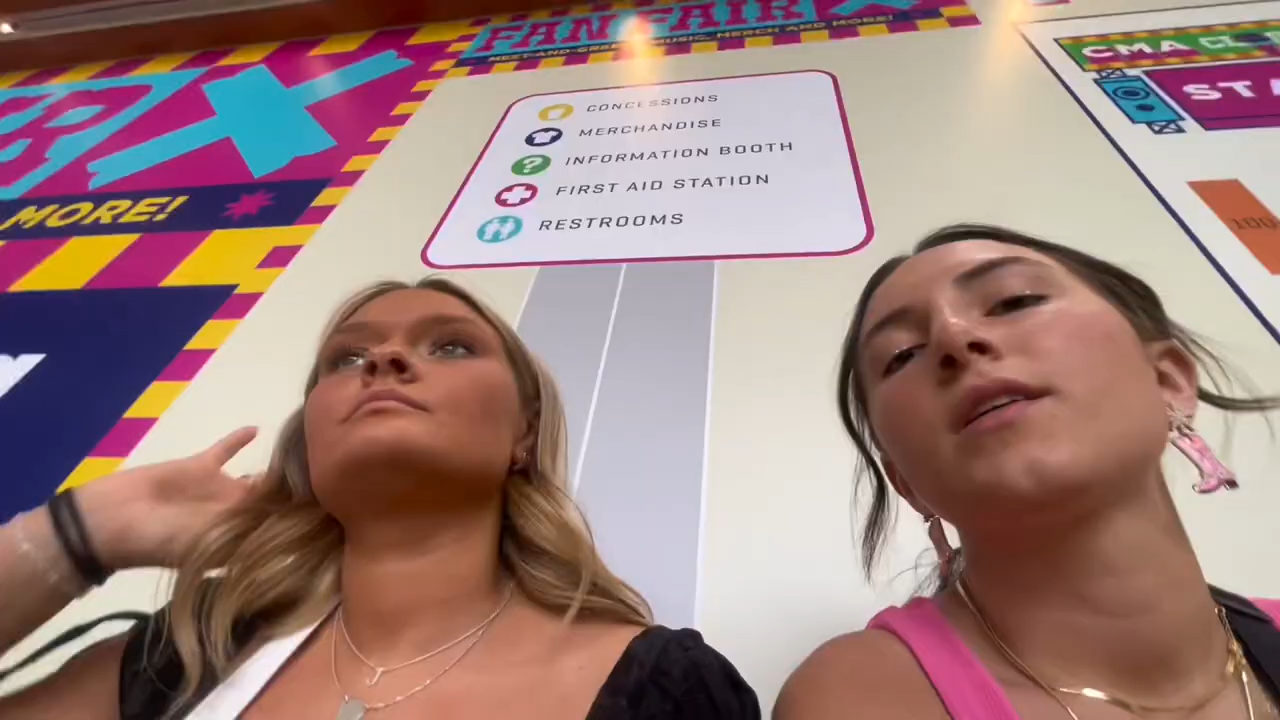 FAN FAIR X
MEET-AND-GREETS, MUSIC, MERCH AND MORE!
CMA
STA
X
MORE!
CONCESSIONS
MERCHANDISE
? INFORMATION BOOTH
FIRST AID STATION
RESTROOMS
100